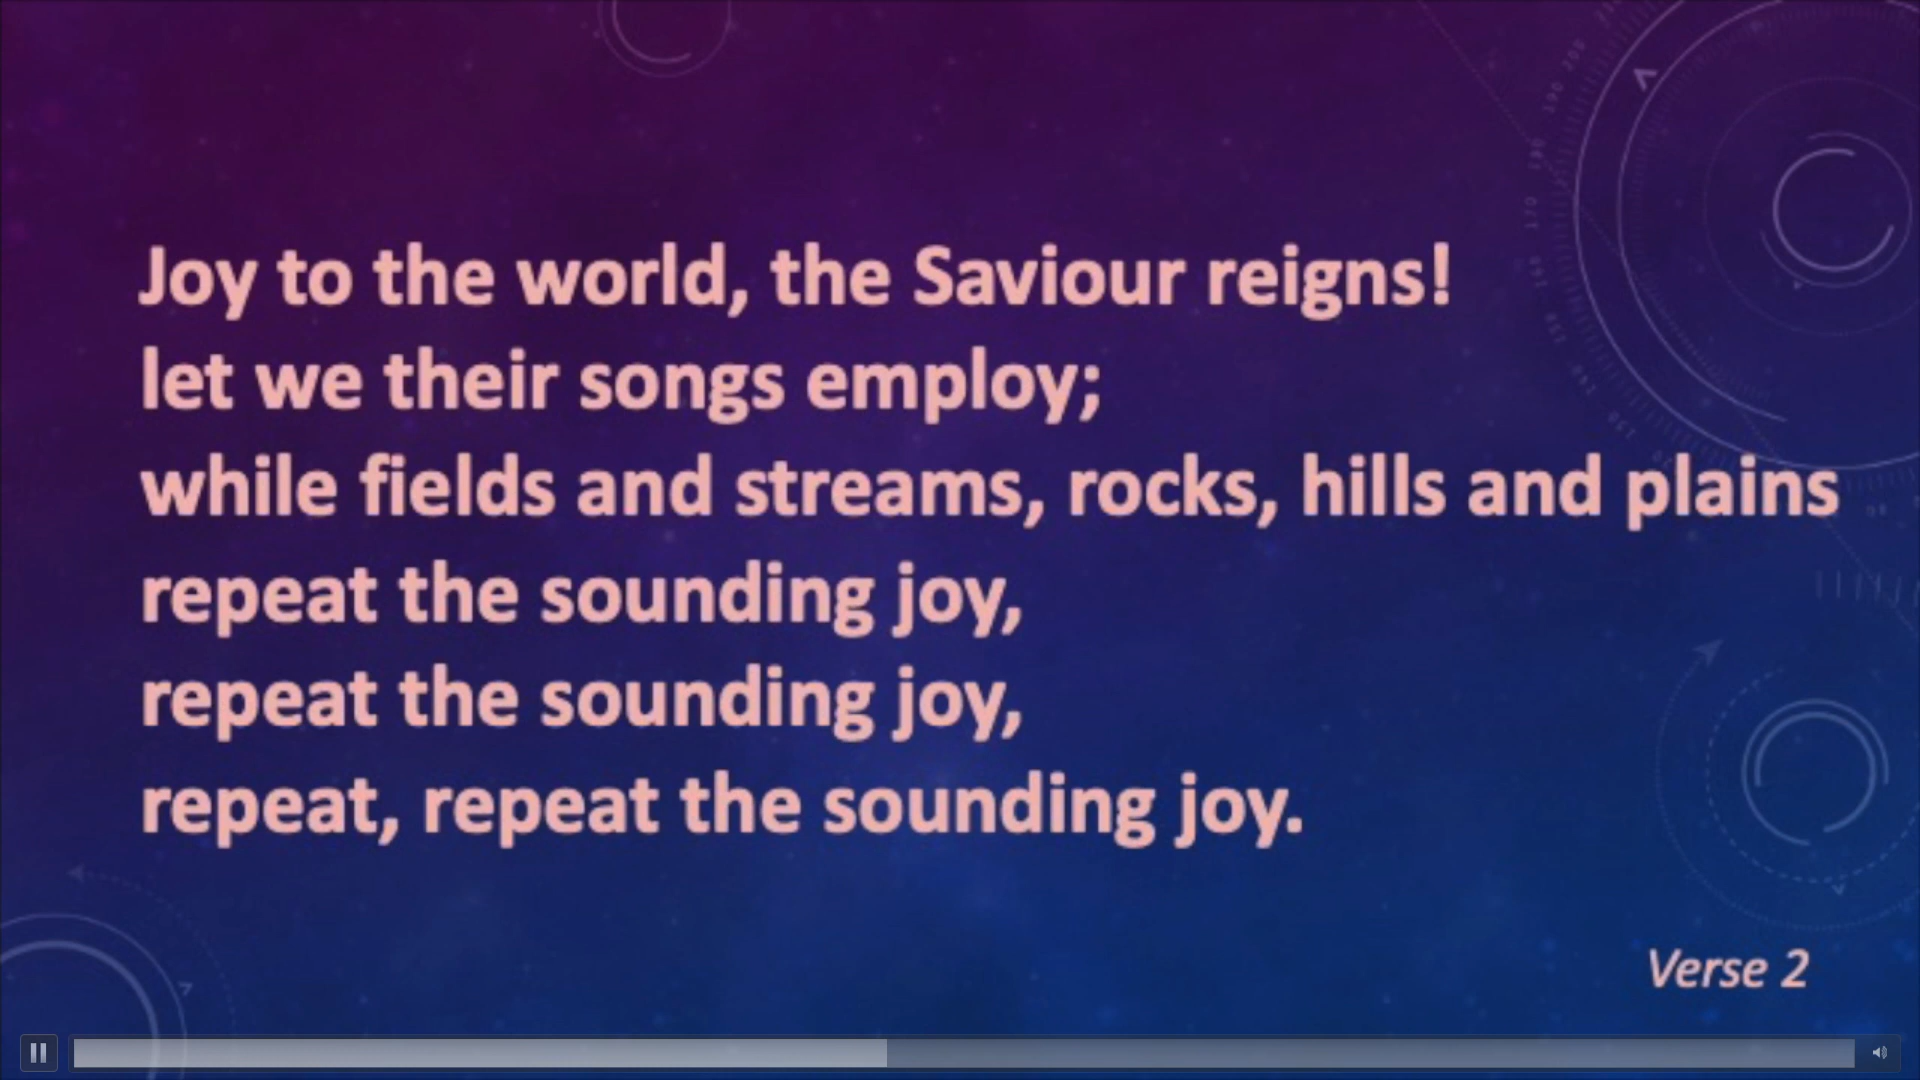 Joy to the world, the Saviour reigns!
let we their songs employ;
while fields and streams, rocks, hills and plains
repeat the sounding joy,
repeat the sounding joy,
repeat, repeat the sounding joy.
Verse 2